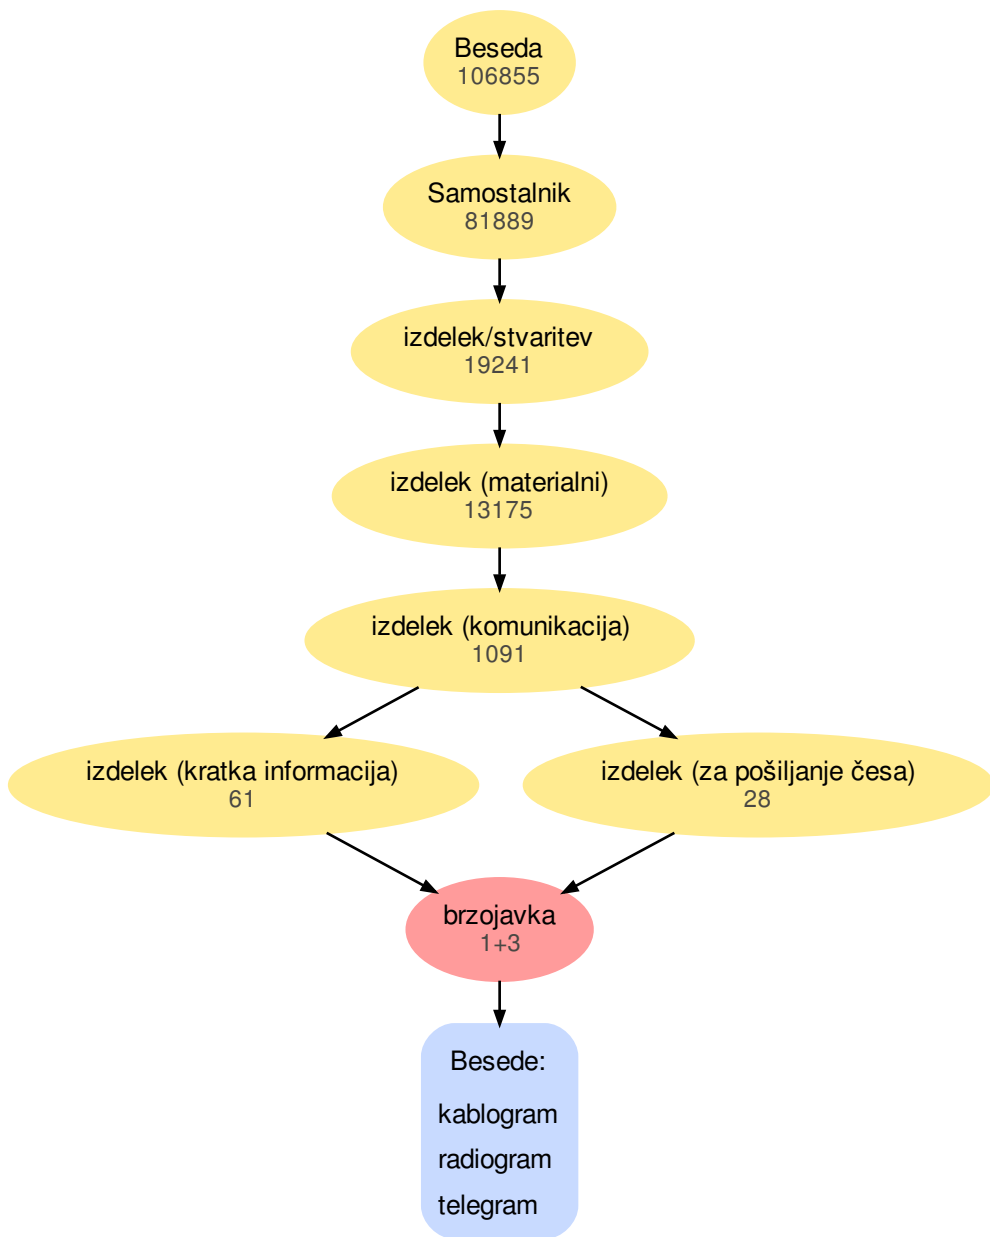 Beseda
106855
Samostalnik
81889
izdelek/stvaritev
19241
izdelek (materialni)
13175
izdelek (komunikacija)
1091
izdelek (kratka informacija)
61
izdelek (za pošiljanje česa)
28
brzojavka
1+3
Besede:
kablogram
radiogram
telegram